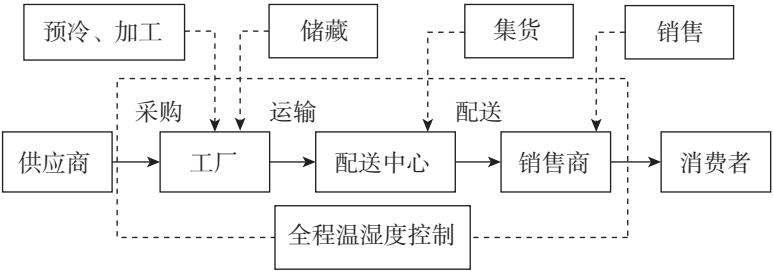 预冷、加工
储藏
集货
销售
采购
运输
配送
供应商
工厂
配送中心
销售商
消费者
全程温湿度控制